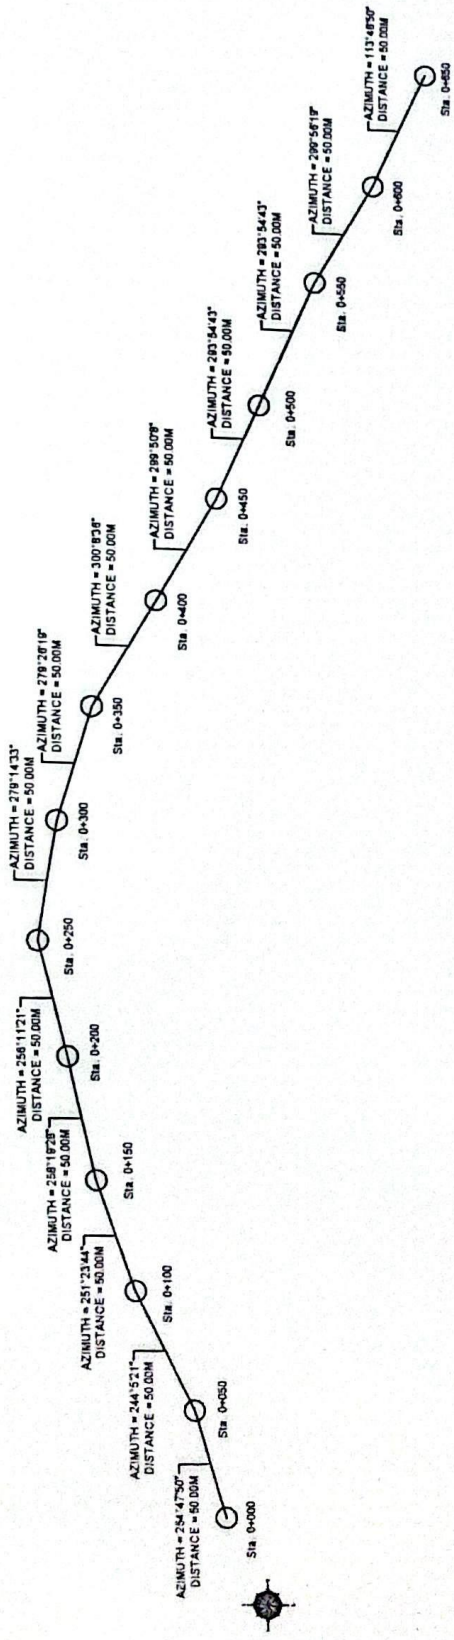 AZIMUTH = 254°47'50"
DISTANCE = 50.00M
Sta. 0+000
AZIMUTH = 244°5'21"
DISTANCE = 50.00M
Sta. 0+050
AZIMUTH = 251°23'44"
DISTANCE = 50.00M
Sta. 0+100
AZIMUTH = 258°19'28"
DISTANCE = 50.00M
Sta. 0+150
AZIMUTH = 256°11'21"
DISTANCE = 50.00M
Sta. 0+200
Sta. 0+250
AZIMUTH = 279°14'33"
DISTANCE = 50.00M
Sta. 0+300
AZIMUTH = 279°26'19"
DISTANCE = 50.00M
Sta. 0+350
AZIMUTH = 300°8'36"
DISTANCE = 50.00M
Sta. 0+400
AZIMUTH = 299°50'8"
DISTANCE = 50.00M
Sta. 0+450
AZIMUTH = 293°54'43"
DISTANCE = 50.00M
Sta. 0+500
AZIMUTH = 293°54'43"
DISTANCE = 50.00M
Sta. 0+550
AZIMUTH = 299°56'19"
DISTANCE = 50.00M
Sta. 0+600
AZIMUTH = 113°46'50"
DISTANCE = 50.00M
Sta. 0+650